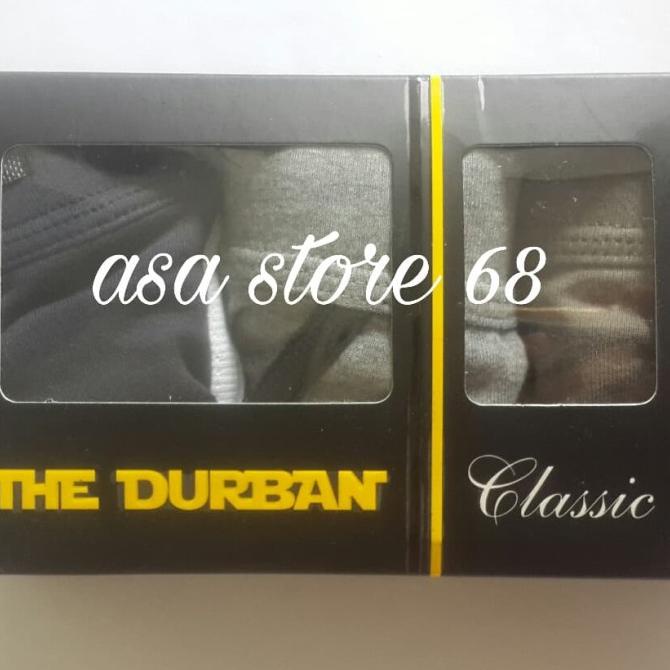 asa store 68
THE DURBAN
Classic